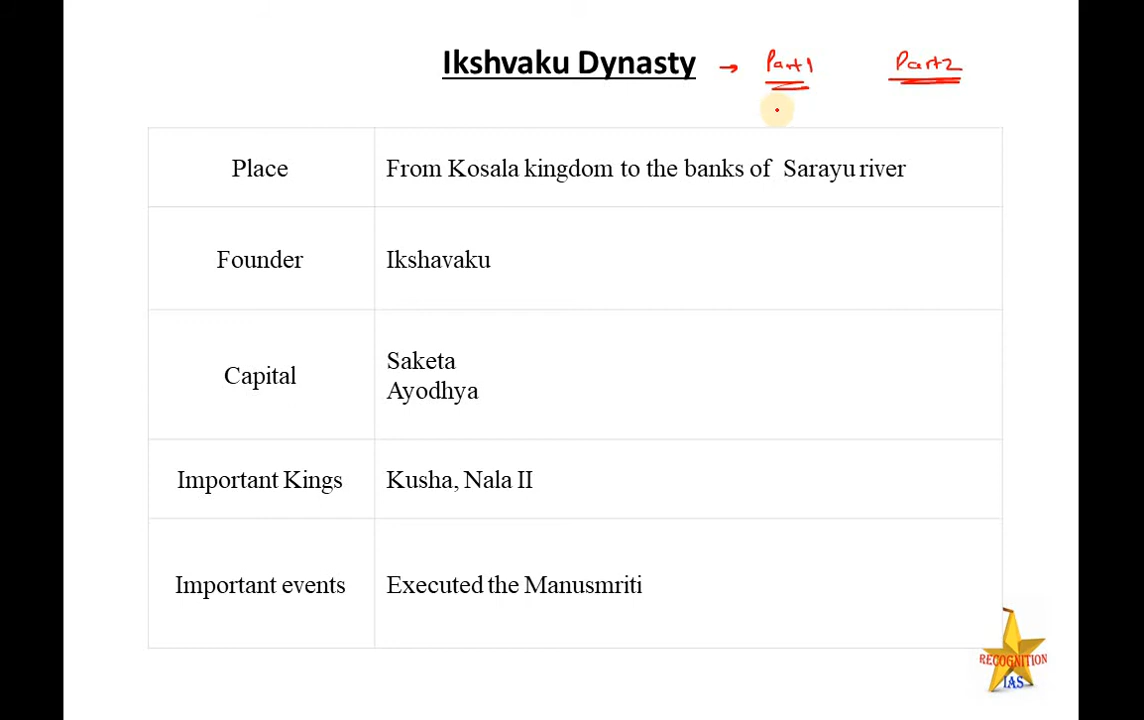 Ikshvaku Dynasty → Part1 Part2
Place From Kosala kingdom to the banks of Sarayu river
Founder Ikshavaku
Capital Saketa
Ayodhya
Important Kings Kusha, Nala II
Important events Executed the Manusmriti
RECOGNITION
IAS